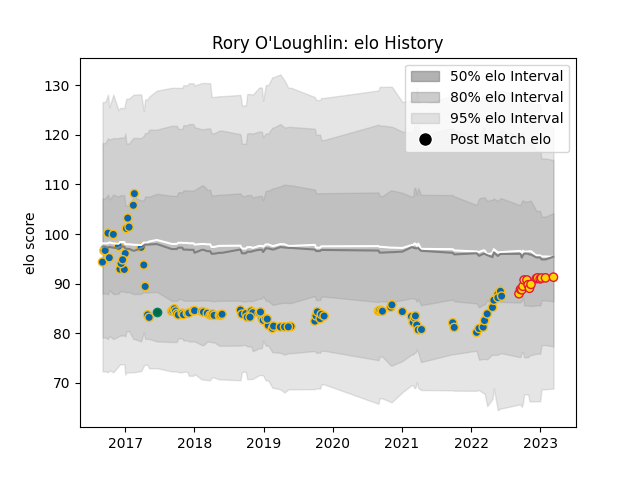 Rory O'Loughlin: elo History
50% elo Interval
80% elo Interval
95% elo Interval
Post Match elo
elo score
130
120
110
100
90
80
70
2017 2018 2019 2020 2021 2022 2023